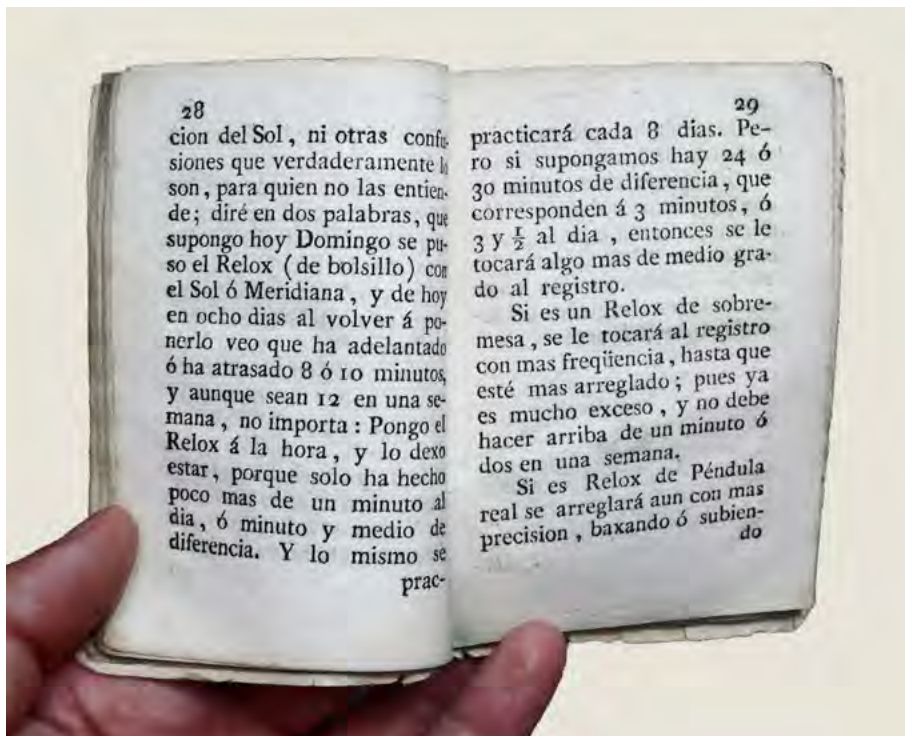 28
cion del Sol, ni otras confu-
siones que verdaderamente lo
son, para quien no las entien-
de; diré en dos palabras, que
supongo hoy Domingo se pu-
so el Relox (de bolsillo) con
el Sol ó Meridiana, y de hoy
en ocho dias al volver á po-
nerlo veo que ha adelantado
ó ha atrasado 8 ó 10 minutos,
y aunque sean 12 en una se-
mana, no importa: Pongo el
Relox á la hora, y lo dexo
estar, porque solo ha hecho
poco mas de un minuto al
dia, ó minuto y medio de
diferencia. Y lo mismo se
prac-
29
practicará cada 8 dias. Pe-
ro si supongamos hay 24 ó
30 minutos de diferencia, que
corresponden á 3 minutos, ó
3 y ½ al dia, entonces se le
tocará algo mas de medio gra-
do al registro.
Si es un Relox de sobre-
mesa, se le tocará al registro
con mas freqüencia, hasta que
esté mas arreglado; pues ya
es mucho exceso, y no debe
hacer arriba de un minuto ó
dos en una semana.
Si es Relox de Péndula
real se arreglará aun con mas
precision, baxando ó subien-
do